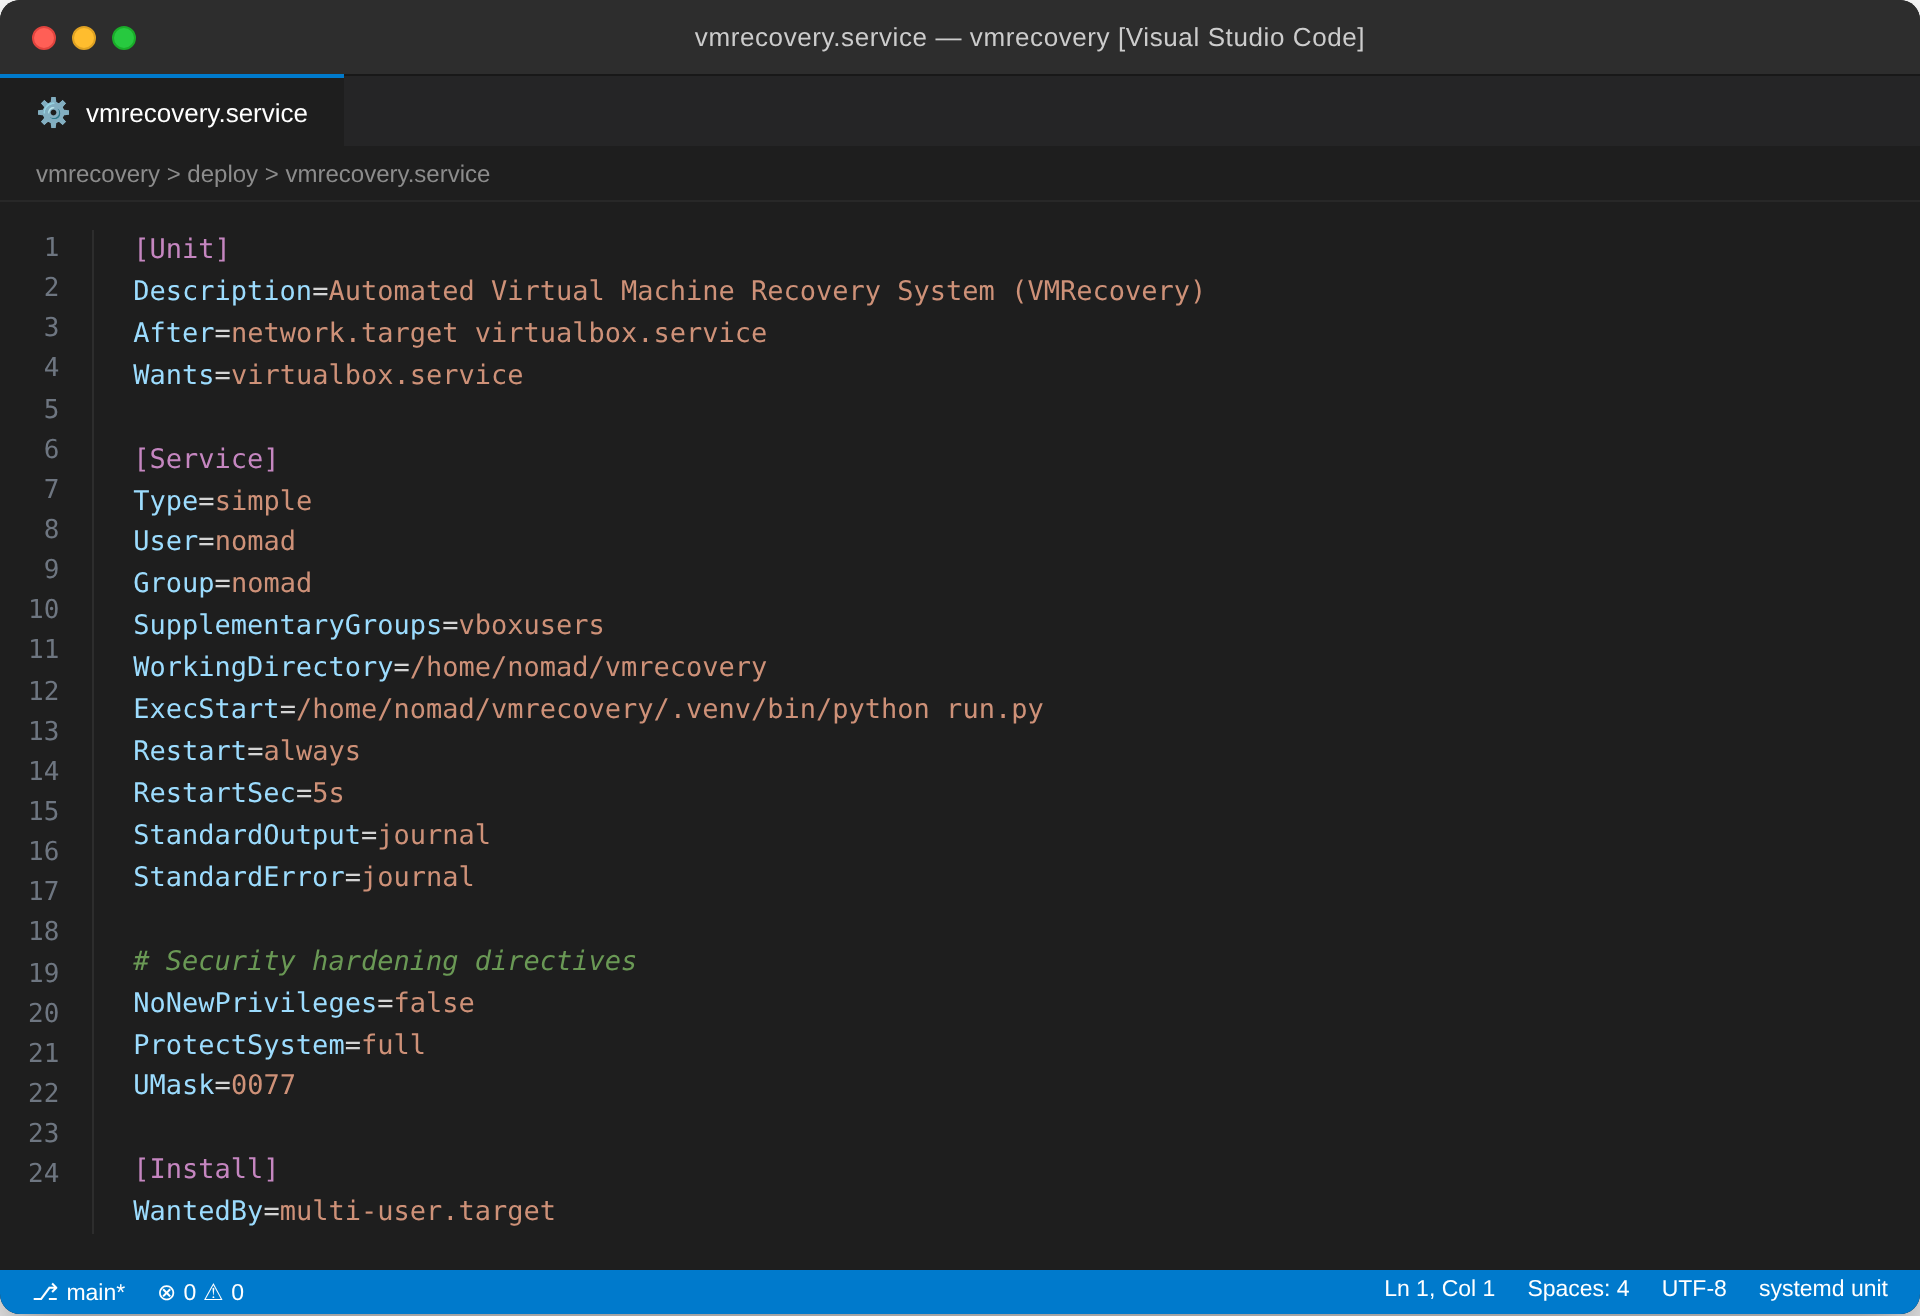 vmrecovery.service — vmrecovery [Visual Studio Code]
⚙️ vmrecovery.service
vmrecovery > deploy > vmrecovery.service
1 [Unit]
2 Description=Automated Virtual Machine Recovery System (VMRecovery)
3 After=network.target virtualbox.service
4 Wants=virtualbox.service
5
6 [Service]
7 Type=simple
8 User=nomad
9 Group=nomad
10 SupplementaryGroups=vboxusers
11 WorkingDirectory=/home/nomad/vmrecovery
12 ExecStart=/home/nomad/vmrecovery/.venv/bin/python run.py
13 Restart=always
14 RestartSec=5s
15 StandardOutput=journal
16 StandardError=journal
17
18 # Security hardening directives
19 NoNewPrivileges=false
20 ProtectSystem=full
21 UMask=0077
22
23 [Install]
24 WantedBy=multi-user.target
⎇ main* ⊗ 0 ⚠ 0 Ln 1, Col 1 Spaces: 4 UTF-8 systemd unit